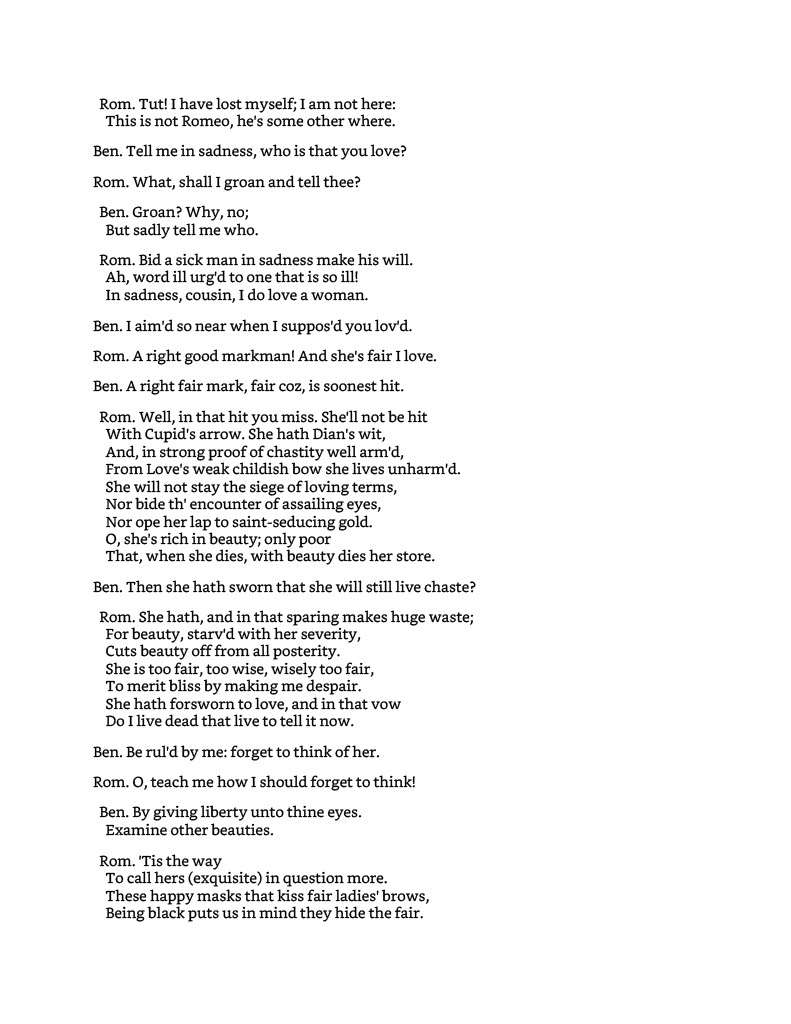 Rom. Tut! I have lost myself; I am not here:
This is not Romeo, he's some other where.
Ben. Tell me in sadness, who is that you love?
Rom. What, shall I groan and tell thee?
Ben. Groan? Why, no;
But sadly tell me who.
Rom. Bid a sick man in sadness make his will.
Ah, word ill urg'd to one that is so ill!
In sadness, cousin, I do love a woman.
Ben. I aim'd so near when I suppos'd you lov'd.
Rom. A right good markman! And she's fair I love.
Ben. A right fair mark, fair coz, is soonest hit.
Rom. Well, in that hit you miss. She'll not be hit
With Cupid's arrow. She hath Dian's wit,
And, in strong proof of chastity well arm'd,
From Love's weak childish bow she lives unharm'd.
She will not stay the siege of loving terms,
Nor bide th' encounter of assailing eyes,
Nor ope her lap to saint-seducing gold.
O, she's rich in beauty; only poor
That, when she dies, with beauty dies her store.
Ben. Then she hath sworn that she will still live chaste?
Rom. She hath, and in that sparing makes huge waste;
For beauty, starv'd with her severity,
Cuts beauty off from all posterity.
She is too fair, too wise, wisely too fair,
To merit bliss by making me despair.
She hath forsworn to love, and in that vow
Do I live dead that live to tell it now.
Ben. Be rul'd by me: forget to think of her.
Rom. O, teach me how I should forget to think!
Ben. By giving liberty unto thine eyes.
Examine other beauties.
Rom. 'Tis the way
To call hers (exquisite) in question more.
These happy masks that kiss fair ladies' brows,
Being black puts us in mind they hide the fair.